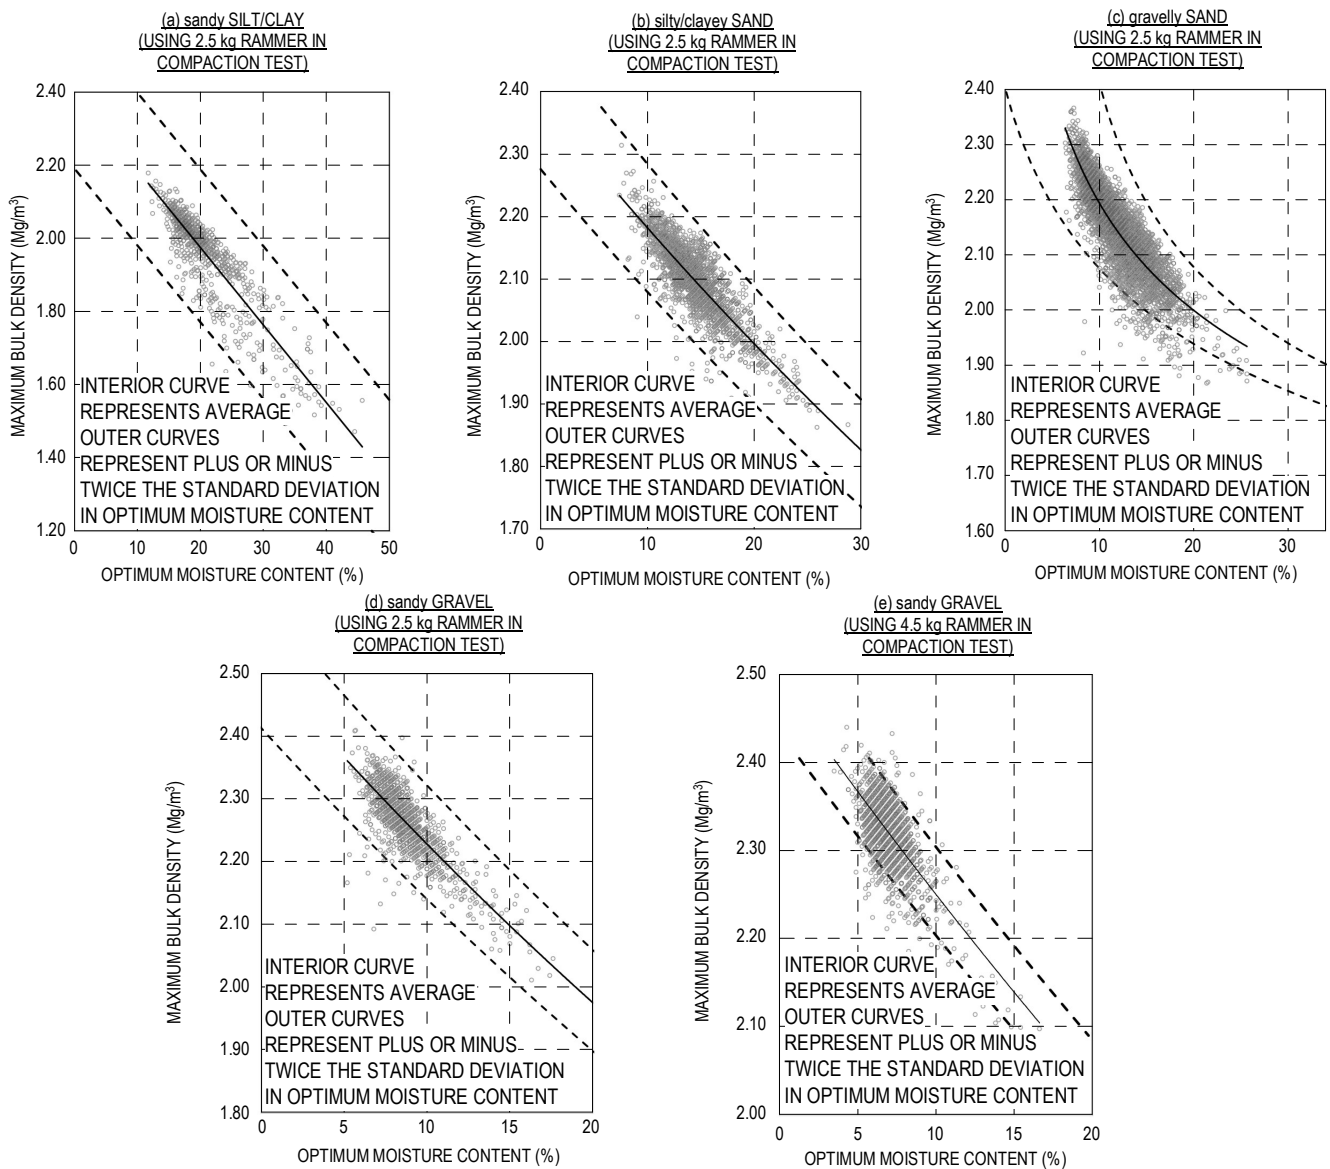 (a) sandy SILT/CLAY
(USING 2.5 kg RAMMER IN
COMPACTION TEST)
2.40
2.20
2.00
1.80
1.60
1.40
1.20
MAXIMUM BULK DENSITY (Mg/m³)
INTERIOR CURVE
REPRESENTS AVERAGE
OUTER CURVES
REPRESENT PLUS OR MINUS
TWICE THE STANDARD DEVIATION
IN OPTIMUM MOISTURE CONTENT
0 10 20 30 40 50
OPTIMUM MOISTURE CONTENT (%)
(b) silty/clayey SAND
(USING 2.5 kg RAMMER IN
COMPACTION TEST)
2.40
2.30
2.20
2.10
2.00
1.90
1.80
1.70
MAXIMUM BULK DENSITY (Mg/m³)
INTERIOR CURVE
REPRESENTS AVERAGE
OUTER CURVES
REPRESENT PLUS OR MINUS
TWICE THE STANDARD DEVIATION
IN OPTIMUM MOISTURE CONTENT
0 10 20 30
OPTIMUM MOISTURE CONTENT (%)
(c) gravelly SAND
(USING 2.5 kg RAMMER IN
COMPACTION TEST)
2.40
2.30
2.20
2.10
2.00
1.90
1.80
1.70
1.60
MAXIMUM BULK DENSITY (Mg/m³)
INTERIOR CURVE
REPRESENTS AVERAGE
OUTER CURVES
REPRESENT PLUS OR MINUS
TWICE THE STANDARD DEVIATION
IN OPTIMUM MOISTURE CONTENT
0 10 20 30
OPTIMUM MOISTURE CONTENT (%)
(d) sandy GRAVEL
(USING 2.5 kg RAMMER IN
COMPACTION TEST)
2.50
2.40
2.30
2.20
2.10
2.00
1.90
1.80
MAXIMUM BULK DENSITY (Mg/m³)
INTERIOR CURVE
REPRESENTS AVERAGE
OUTER CURVES
REPRESENT PLUS OR MINUS
TWICE THE STANDARD DEVIATION
IN OPTIMUM MOISTURE CONTENT
0 5 10 15 20
OPTIMUM MOISTURE CONTENT (%)
(e) sandy GRAVEL
(USING 4.5 kg RAMMER IN
COMPACTION TEST)
2.50
2.40
2.30
2.20
2.10
2.00
MAXIMUM BULK DENSITY (Mg/m³)
INTERIOR CURVE
REPRESENTS AVERAGE
OUTER CURVES
REPRESENT PLUS OR MINUS
TWICE THE STANDARD DEVIATION
IN OPTIMUM MOISTURE CONTENT
0 5 10 15 20
OPTIMUM MOISTURE CONTENT (%)